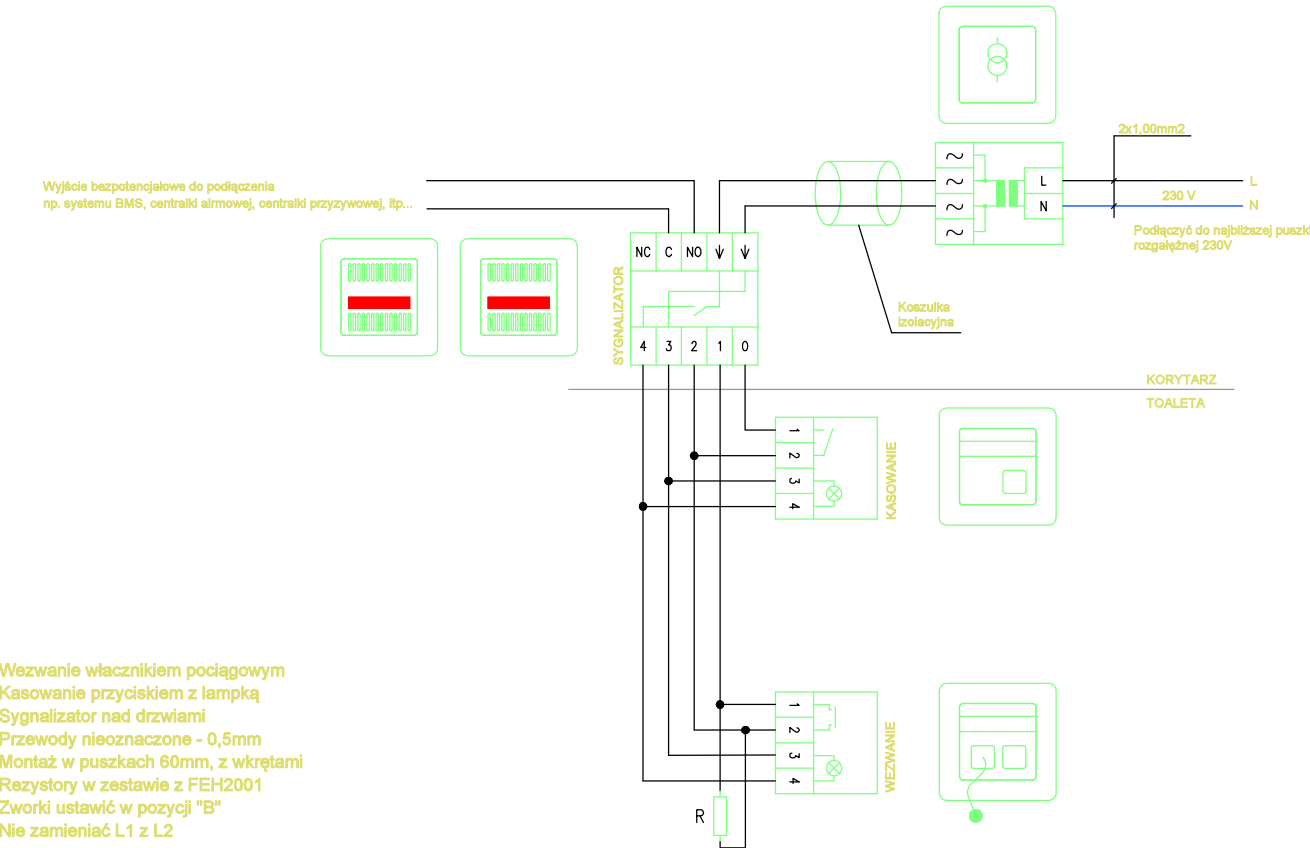 2x1,00mm2
Wyjście bezpotencjałowe do podłączenia
np. systemu BMS, centralki alrmowej, centralki przyzywowej, itp...
L
L
230 V
N
N
Podłączyć do najbliższej puszki
rozgałęźnej 230V
NC C NO
SYGNALIZATOR
Koszulka
izolacyjna
4 3 2 1 0
KORYTARZ
TOALETA
1
2
3
4
KASOWANIE
Wezwanie włacznikiem pociągowym
Kasowanie przyciskiem z lampką
Sygnalizator nad drzwiami
Przewody nieoznaczone - 0,5mm
Montaż w puszkach 60mm, z wkrętami
Rezystory w zestawie z FEH2001
Zworki ustawić w pozycji "B"
Nie zamieniać L1 z L2
1
2
3
4
WEZWANIE
R